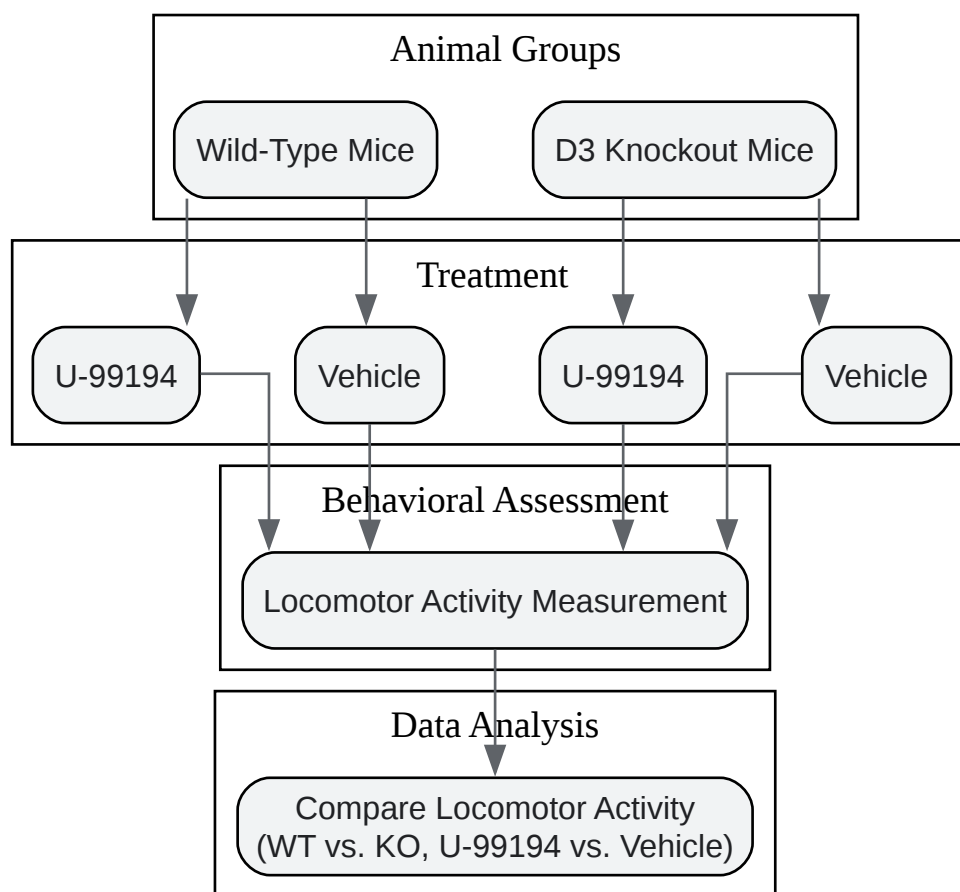 Animal Groups
Wild-Type Mice
D3 Knockout Mice
Treatment
U-99194
Vehicle
U-99194
Vehicle
Behavioral Assessment
Locomotor Activity Measurement
Data Analysis
Compare Locomotor Activity
(WT vs. KO, U-99194 vs. Vehicle)